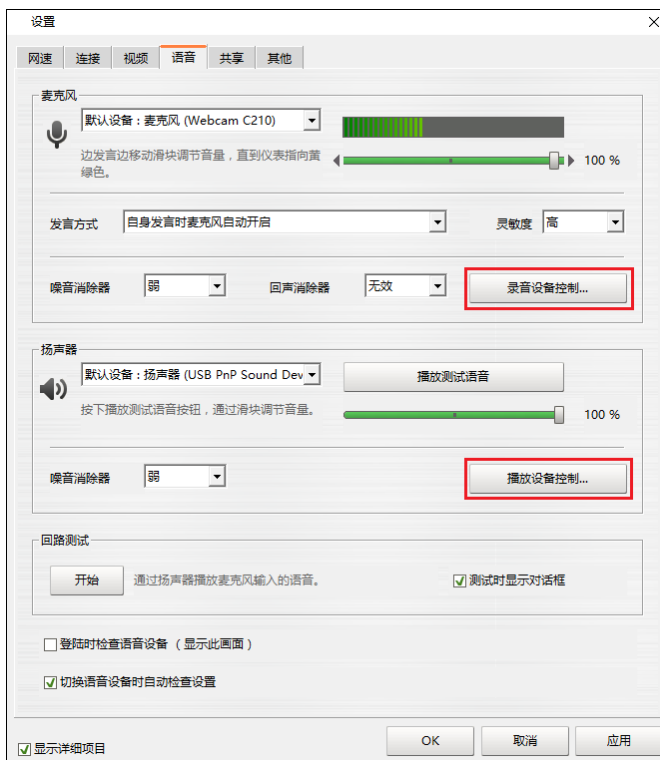 设置
网速 连接 视频 语音 共享 其他
麦克风
默认设备：麦克风 (Webcam C210)
边发言边移动滑块调节音量，直到仪表指向黄
绿色。
100 %
发言方式 自身发言时麦克风自动开启 灵敏度 高
噪音消除器 弱 回声消除器 无效 录音设备控制...
扬声器
默认设备：扬声器 (USB PnP Sound Dev
播放测试语音
按下播放测试语音按钮，通过滑块调节音量。
100 %
噪音消除器 弱 播放设备控制...
回路测试
开始 通过扬声器播放麦克风输入的语音。 测试时显示对话框
登陆时检查语音设备（显示此画面）
切换语音设备时自动检查设置
显示详细项目 OK 取消 应用